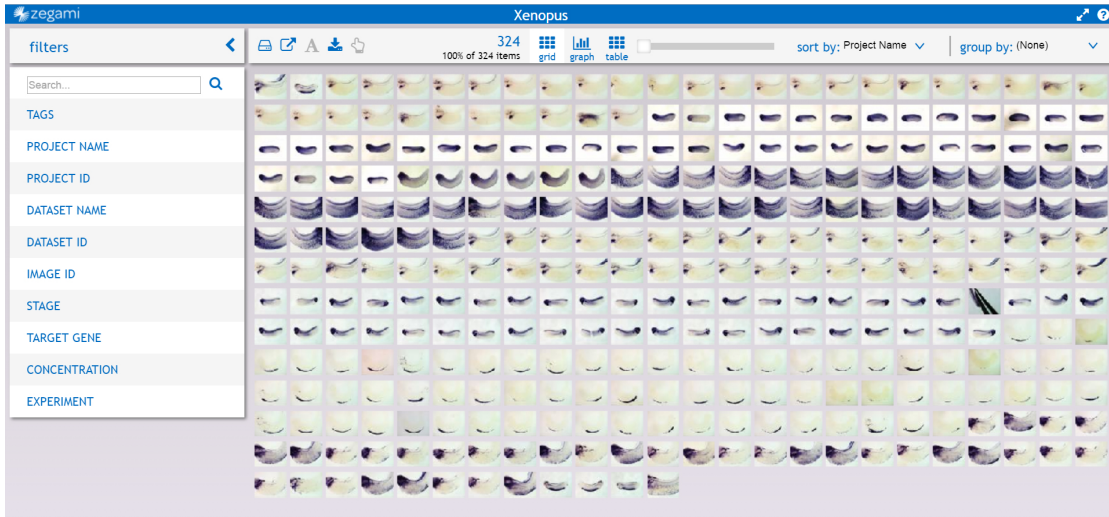 zegami
Xenopus
filters
324
100% of 324 items
grid
graph
table
sort by: Project Name
group by: (None)
Search...
TAGS
PROJECT NAME
PROJECT ID
DATASET NAME
DATASET ID
IMAGE ID
STAGE
TARGET GENE
CONCENTRATION
EXPERIMENT